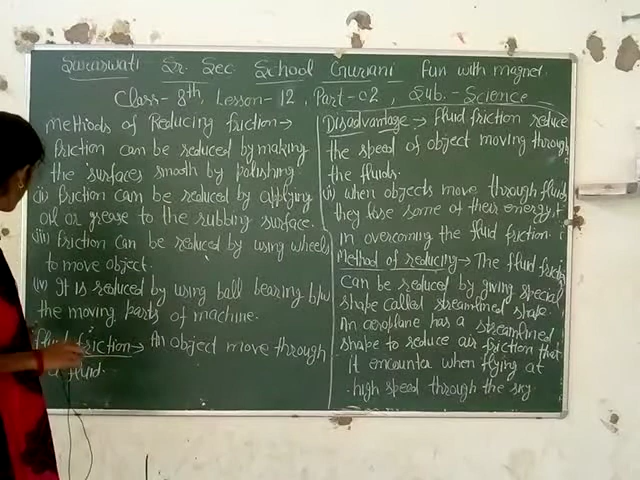 Saraswati Sr. Sec. School Guriani Fun with magnet.
Class- 8th, Lesson- 12, Part-02, Sub.- Science
Methods of Reducing friction→
friction can be reduced by making
the surfaces smooth by polishing
(ii) friction can be reduced by applying
oil or grease to the rubbing surface.
(iii) friction can be reduced by using wheels
to move object.
(iv) It is reduced by using ball bearing b/w
the moving parts of machine.
fluid friction→ An object move through
fluid.
Disadvantage:→ fluid friction reduce
the speed of object moving through
the fluids.
(ii) when objects move through fluids
they lose some of their energy
in overcoming the fluid friction.
Method of reducing→ The fluid friction
can be reduced by giving special
shape called streamlined shape.
An aeroplane has a streamlined
shape to reduce air friction that
it encounter when flying at
high speed through the sky